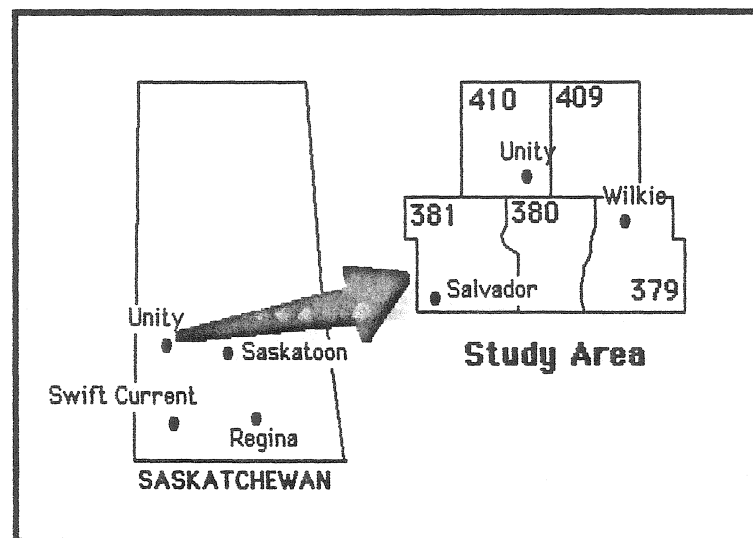 410
409
Unity
Wilkie
381
380
Salvador
379
Study Area
Unity
Saskatoon
Swift Current
Regina
SASKATCHEWAN